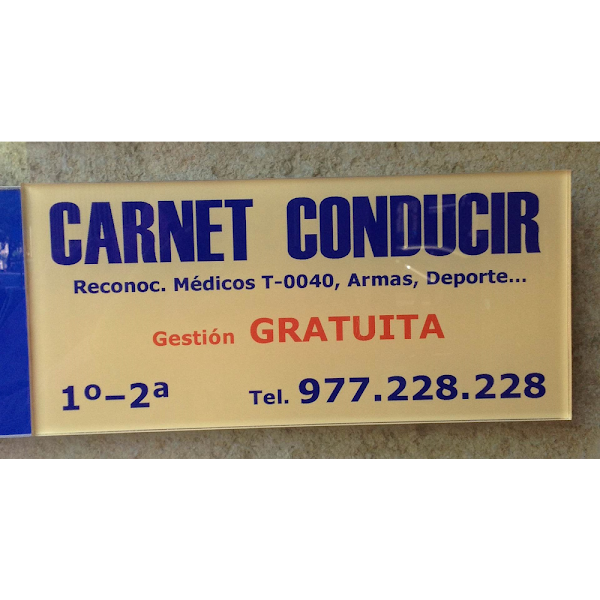 CARNET CONDUCIR
Reconoc. Médicos T-0040, Armas, Deporte...
Gestión GRATUITA
1º-2ª Tel. 977.228.228